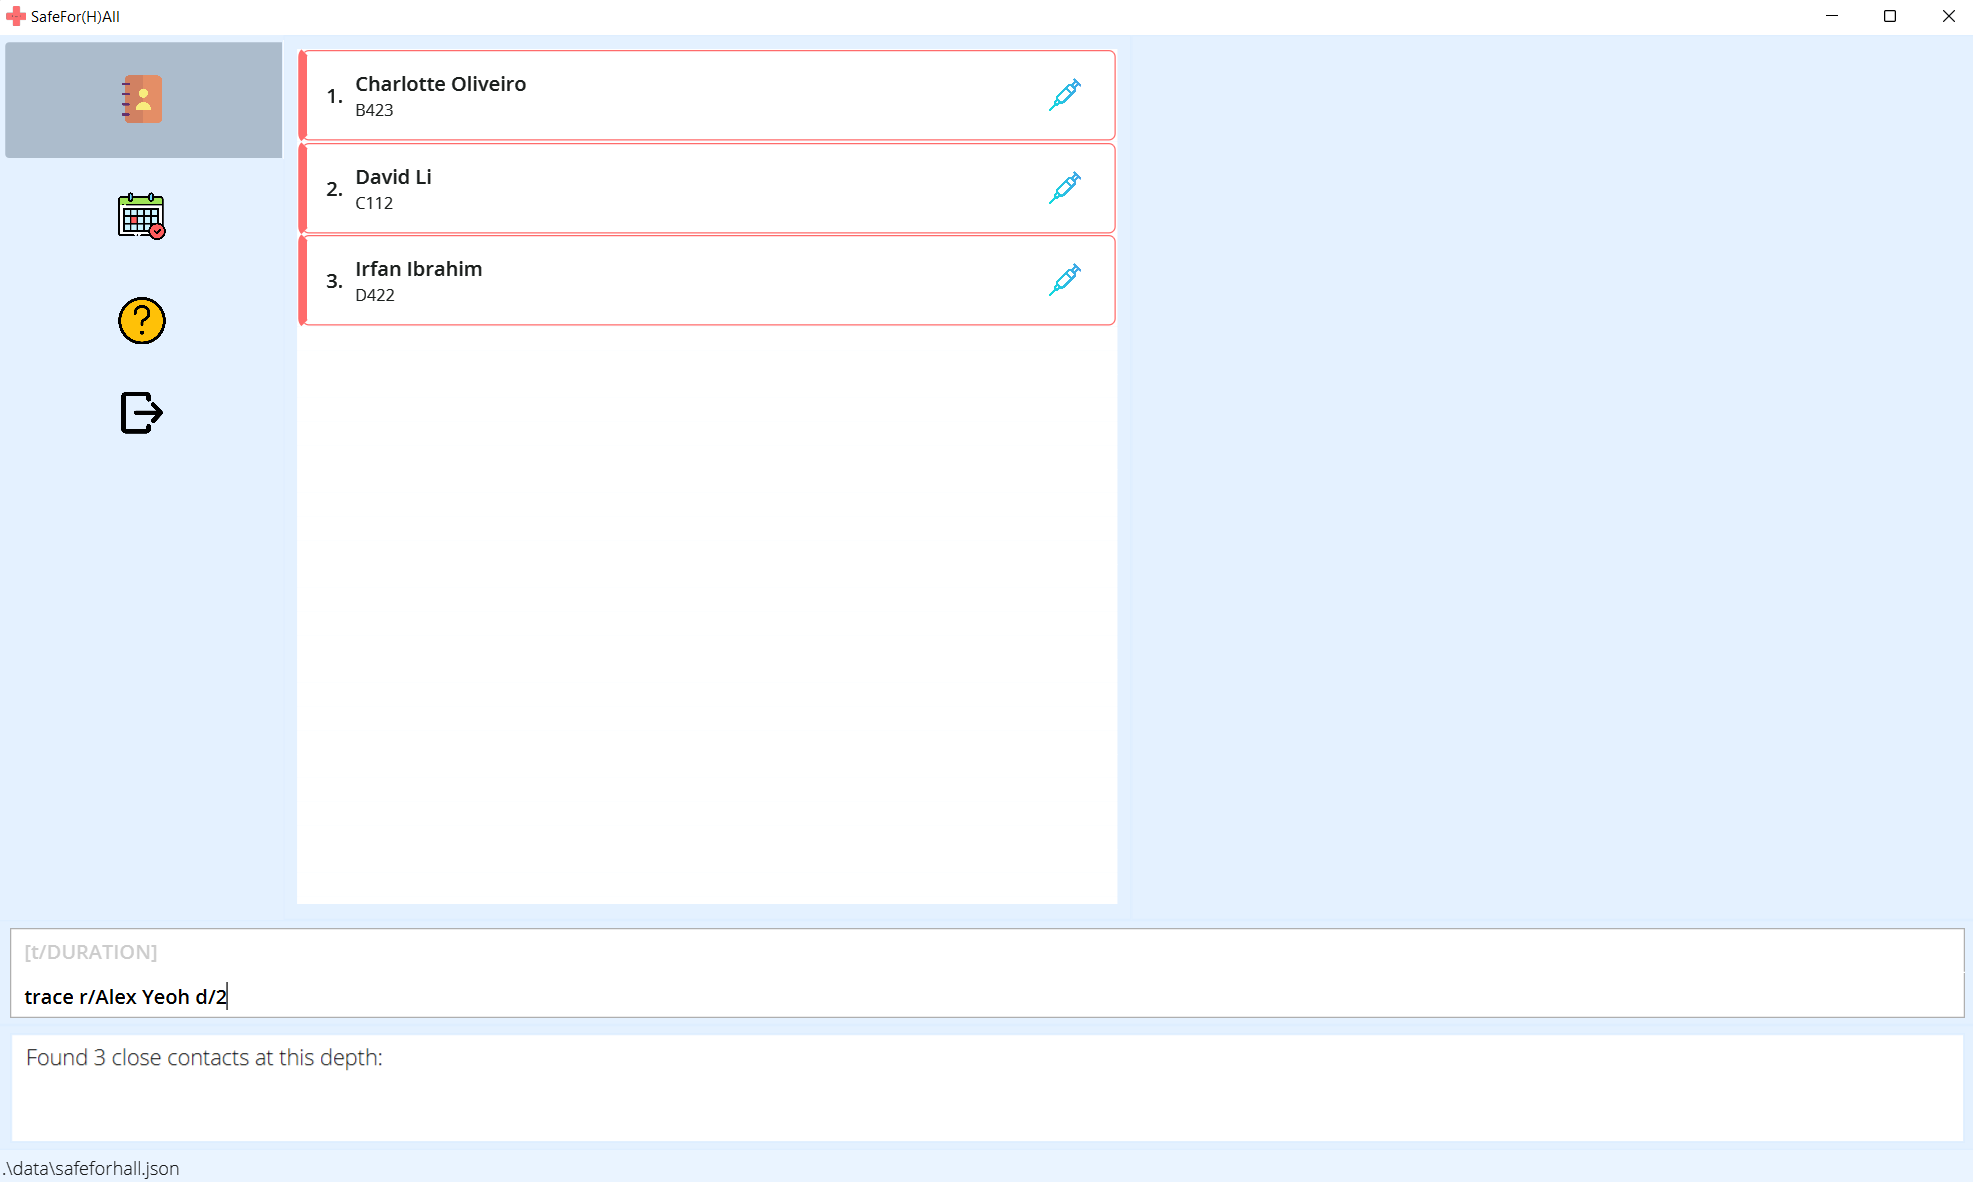 SafeFor(H)All
1. Charlotte Oliveiro
B423
2. David Li
C112
3. Irfan Ibrahim
D422
[t/DURATION]
trace r/Alex Yeoh d/2
Found 3 close contacts at this depth:
.\data\safeforhall.json